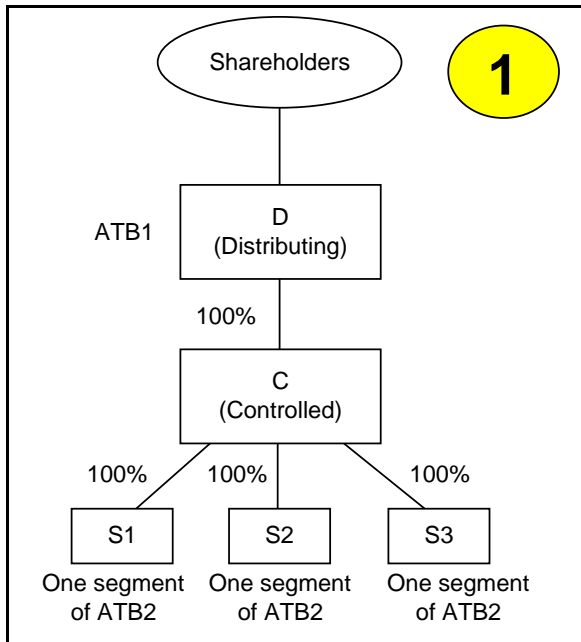 Shareholders
1
D
(Distributing)
ATB1
100%
C
(Controlled)
100%
100%
100%
S1
S2
S3
One segment
of ATB2
One segment
of ATB2
One segment
of ATB2